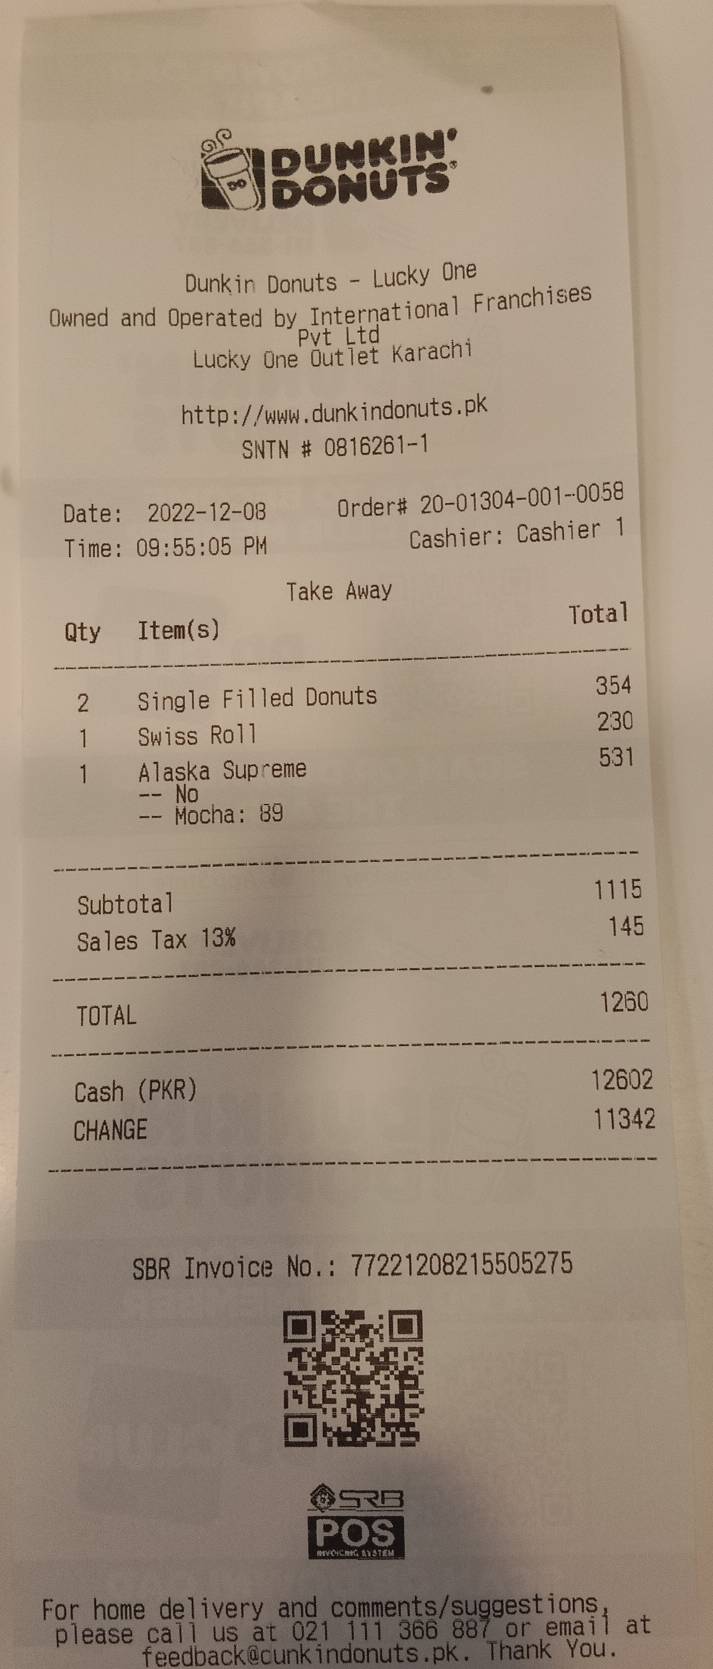 DUNKIN'
DONUTS
Dunkin Donuts - Lucky One
Owned and Operated by International Franchises
Pvt Ltd
Lucky One Outlet Karachi
http://www.dunkindonuts.pk
SNTN # 0816261-1
Date: 2022-12-08 Order# 20-01304-001-0058
Time: 09:55:05 PM Cashier: Cashier 1
Take Away
Qty Item(s) Total
2 Single Filled Donuts 354
1 Swiss Roll 230
1 Alaska Supreme 531
-- No
-- Mocha: 89
Subtotal 1115
Sales Tax 13% 145
TOTAL 1260
Cash (PKR) 12602
CHANGE 11342
SBR Invoice No.: 77221208215505275
SRB
POS
INVOICING SYSTEM
For home delivery and comments/suggestions,
please call us at 021 111 366 887 or email at
feedback@cunkindonuts.pk. Thank You.